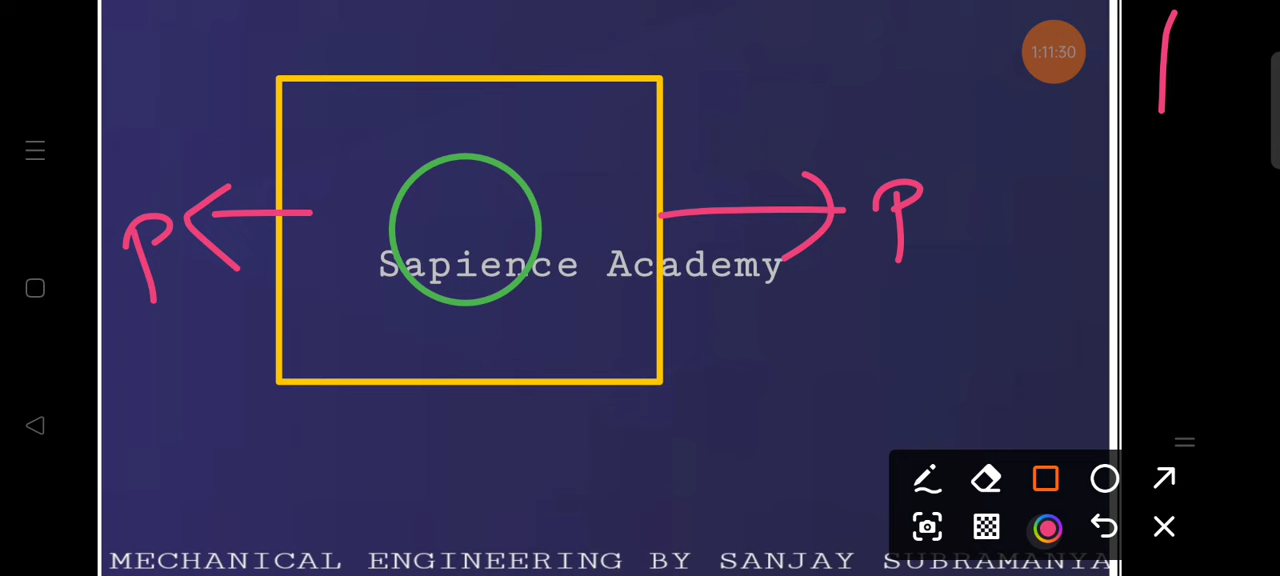 1:11:30
P P
Sapience Academy
MECHANICAL ENGINEERING BY SANJAY SUBRAMANYA